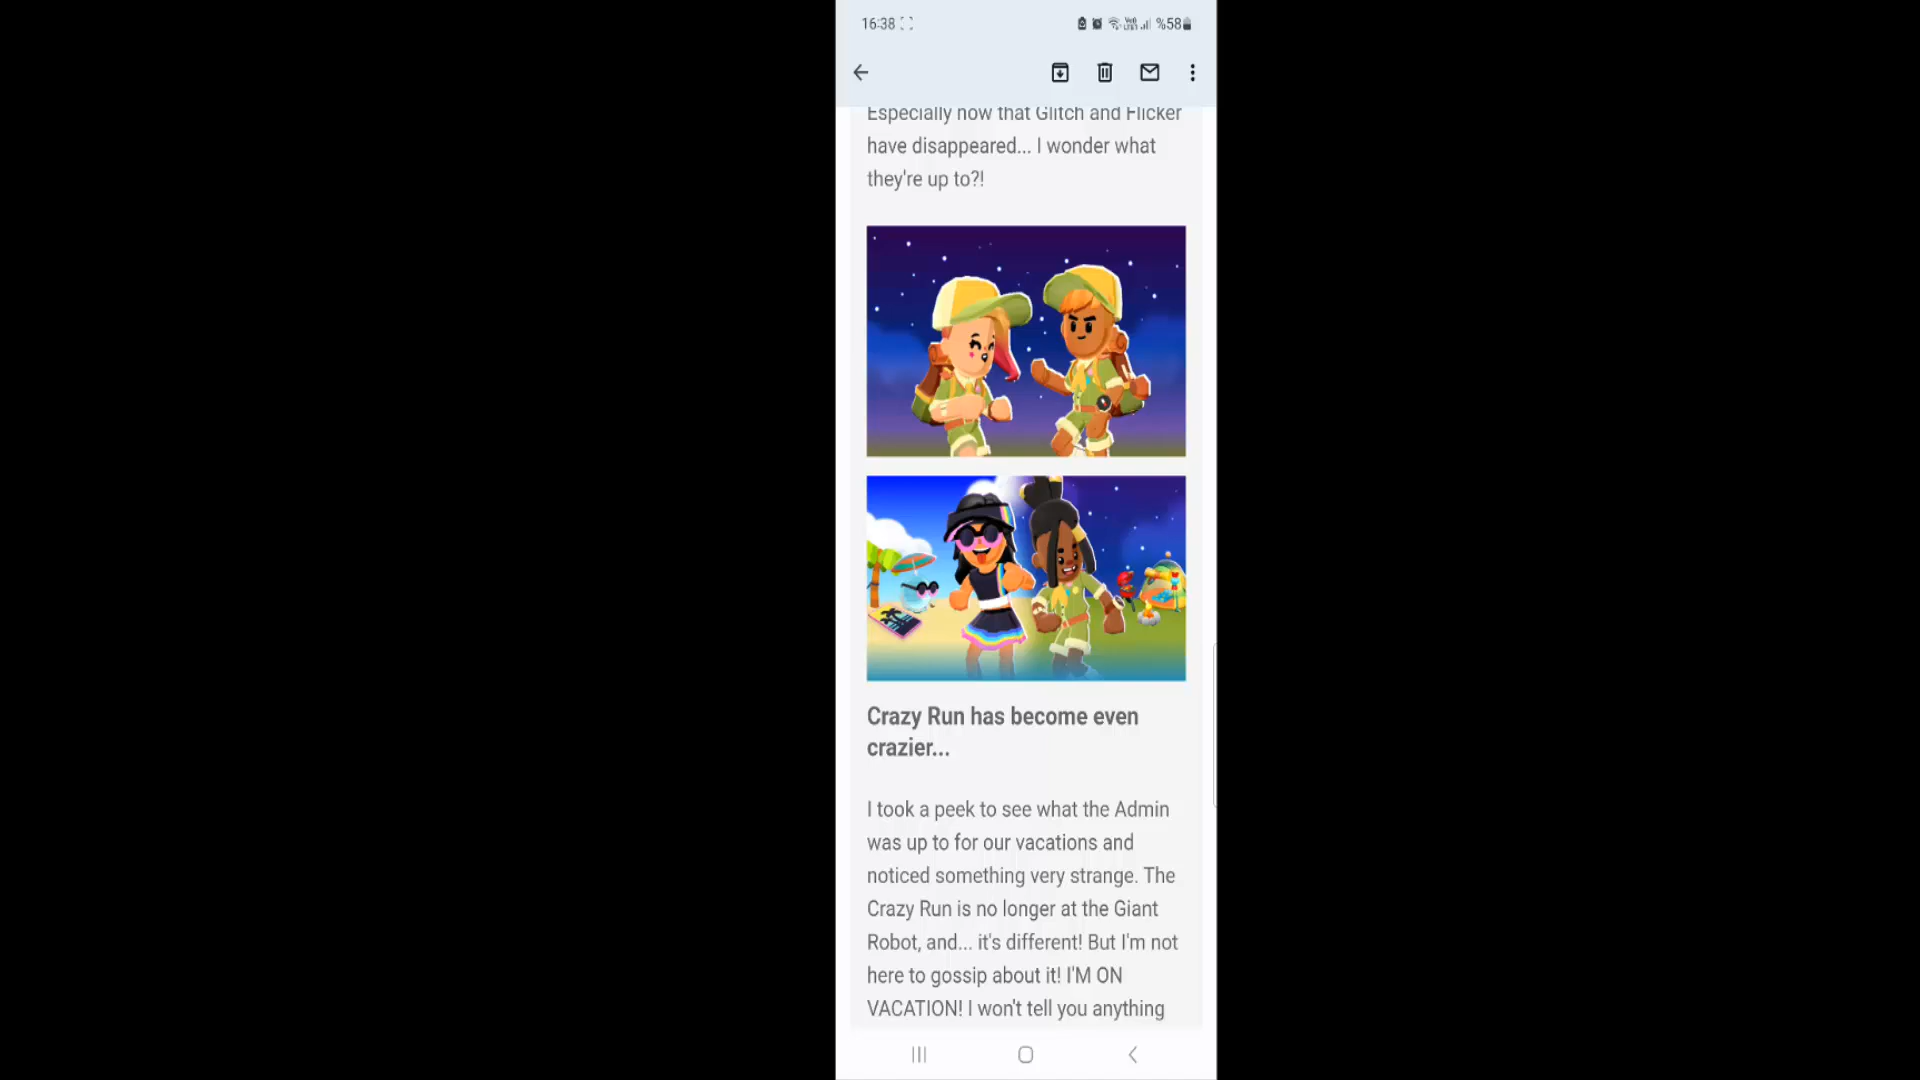 16:38 %58
Especially now that Glitch and Flicker
have disappeared... I wonder what
they're up to?!
Crazy Run has become even
crazier...
I took a peek to see what the Admin
was up to for our vacations and
noticed something very strange. The
Crazy Run is no longer at the Giant
Robot, and... it's different! But I'm not
here to gossip about it! I'M ON
VACATION! I won't tell you anything